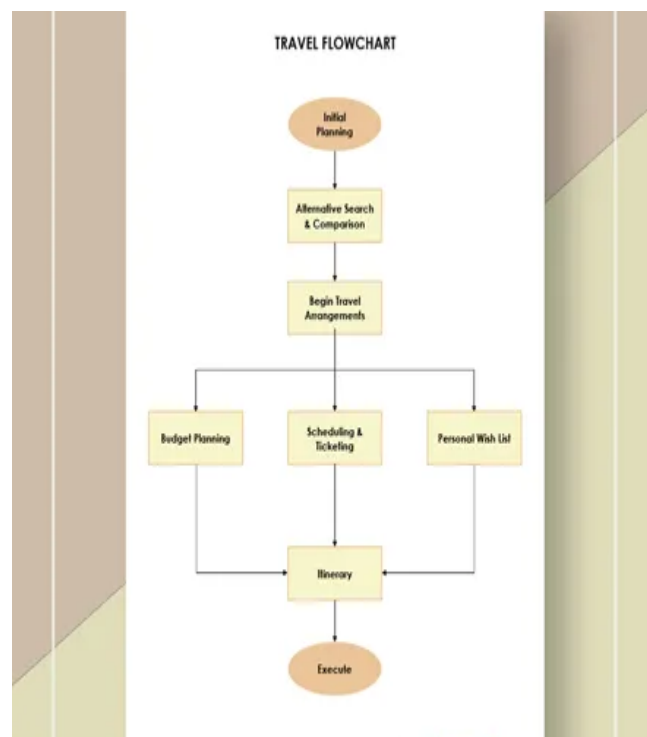 TRAVEL FLOWCHART
Initial
Planning
Alternative Search
& Comparison
Begin Travel
Arrangements
Budget Planning
Scheduling &
Ticketing
Personal Wish List
Itinerary
Execute